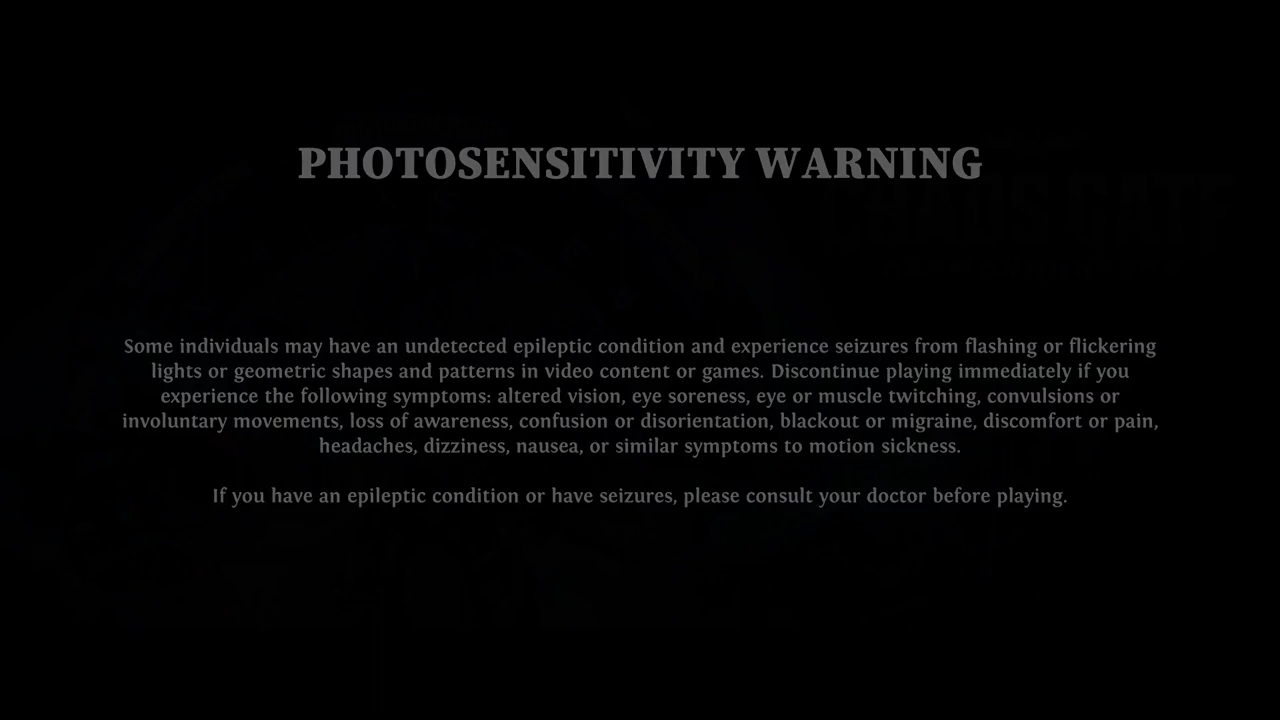 PHOTOSENSITIVITY WARNING
Some individuals may have an undetected epileptic condition and experience seizures from flashing or flickering
lights or geometric shapes and patterns in video content or games. Discontinue playing immediately if you
experience the following symptoms: altered vision, eye soreness, eye or muscle twitching, convulsions or
involuntary movements, loss of awareness, confusion or disorientation, blackout or migraine, discomfort or pain,
headaches, dizziness, nausea, or similar symptoms to motion sickness.
If you have an epileptic condition or have seizures, please consult your doctor before playing.
CHAOS GATE